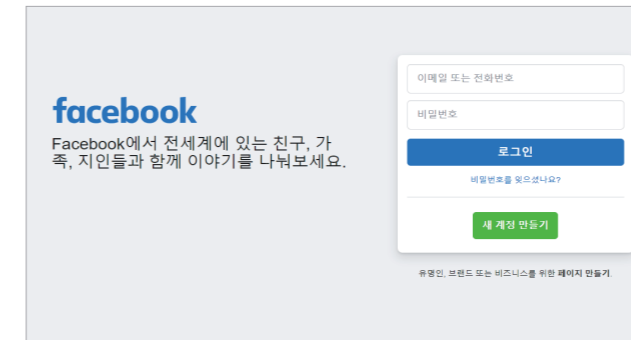 facebook
Facebook에서 전세계에 있는 친구, 가
족, 지인들과 함께 이야기를 나눠보세요.
이메일 또는 전화번호
비밀번호
로그인
비밀번호를 잊으셨나요?
새 계정 만들기
유명인, 브랜드 또는 비즈니스를 위한 페이지 만들기